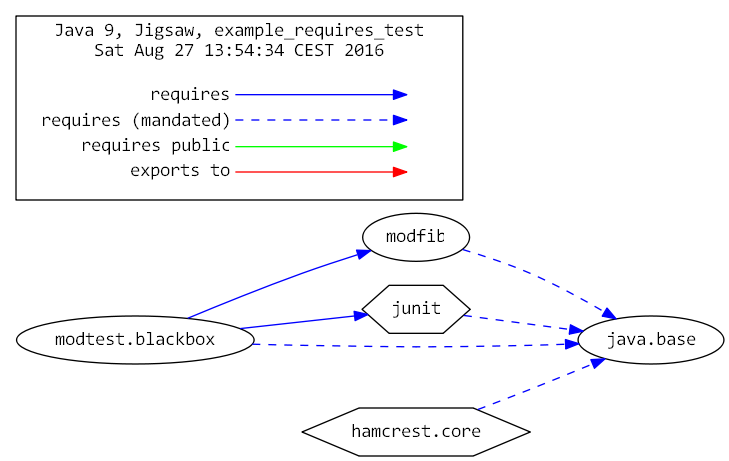 Java 9, Jigsaw, example_requires_test
Sat Aug 27 13:54:34 CEST 2016
requires
requires (mandated)
requires public
exports to
modfib
junit
modtest.blackbox
java.base
hamcrest.core